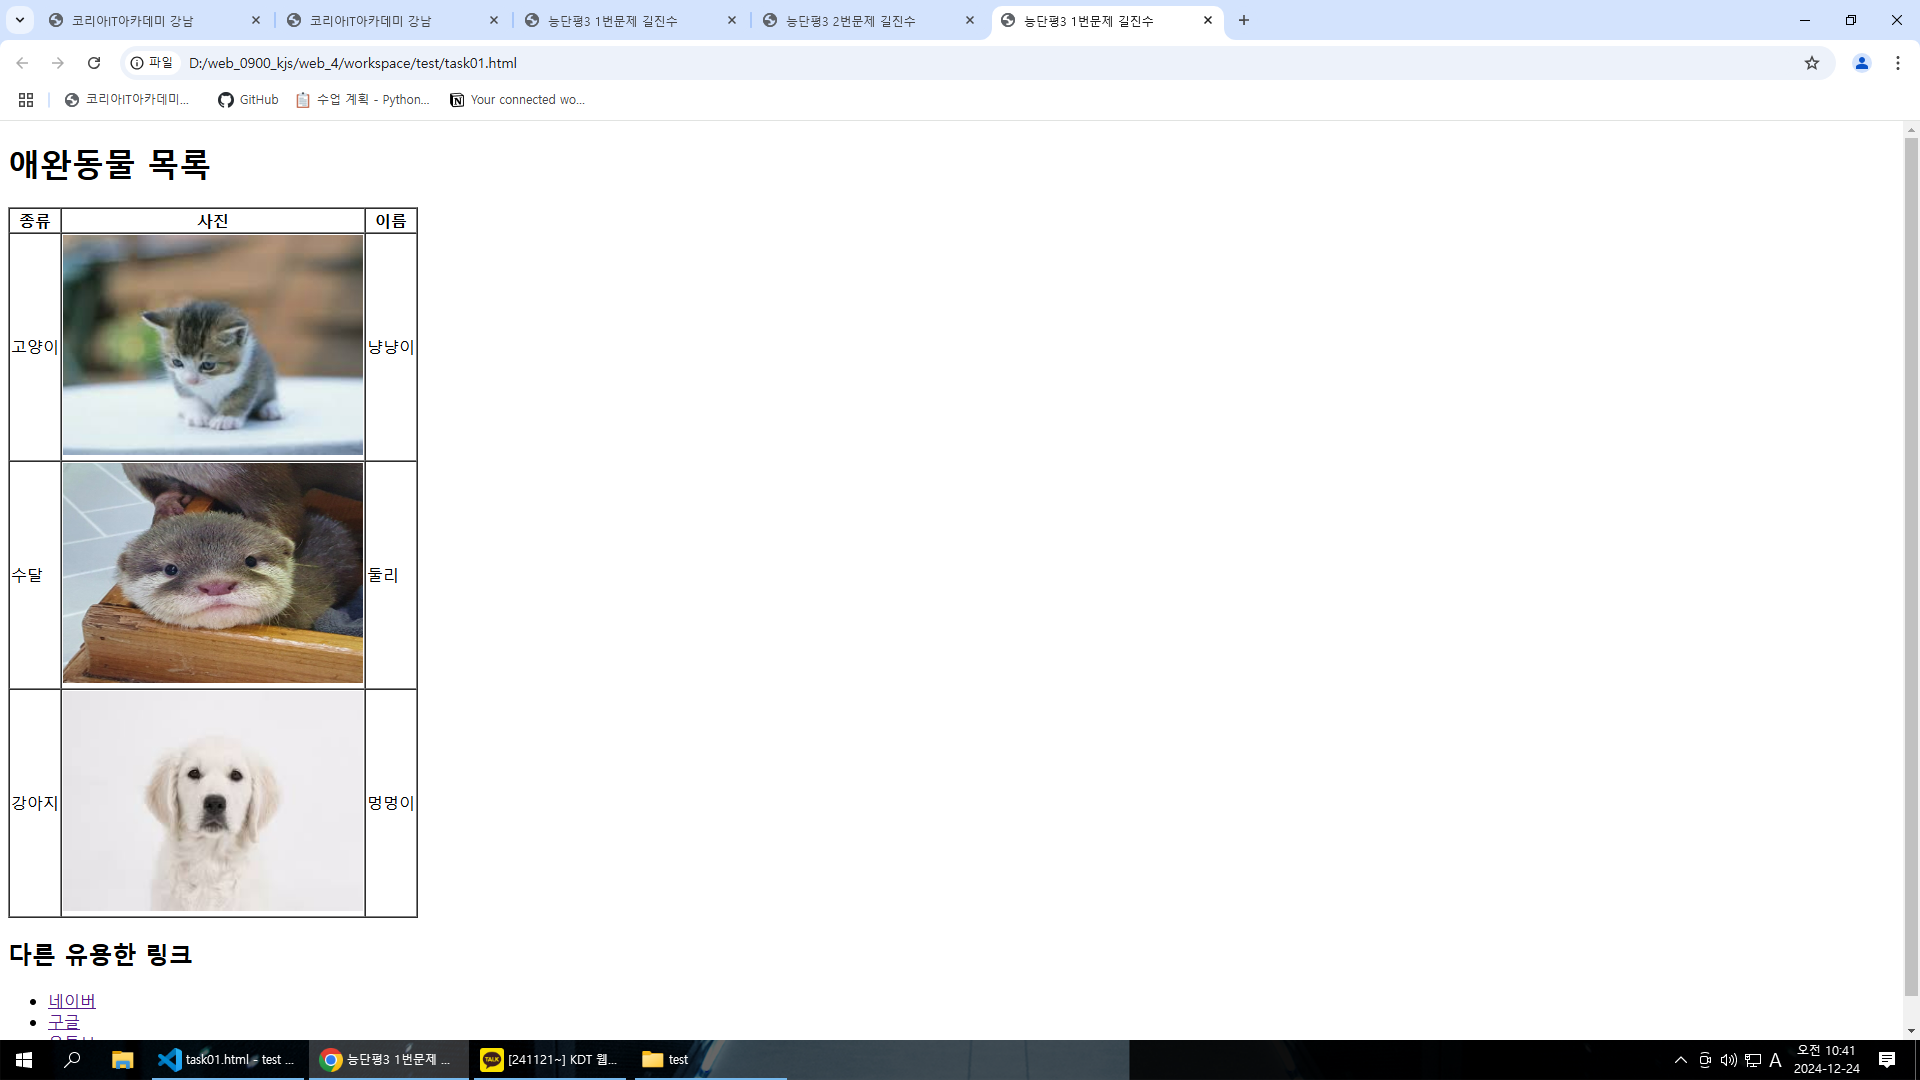 코리아IT아카데미 강남
코리아IT아카데미 강남
능단평3 1번문제 길진수
능단평3 2번문제 길진수
능단평3 1번문제 길진수
파일 D:/web_0900_kjs/web_4/workspace/test/task01.html
코리아IT아카데미... GitHub 수업 계획 - Python... Your connected wo...
애완동물 목록
종류 사진 이름
고양이 냥냥이
수달 둘리
강아지 멍멍이
다른 유용한 링크
네이버
구글
task01.html - test ... 능단평3 1번문제 ... TALK [241121~] KDT 웹... test
A 오전 10:41
2024-12-24